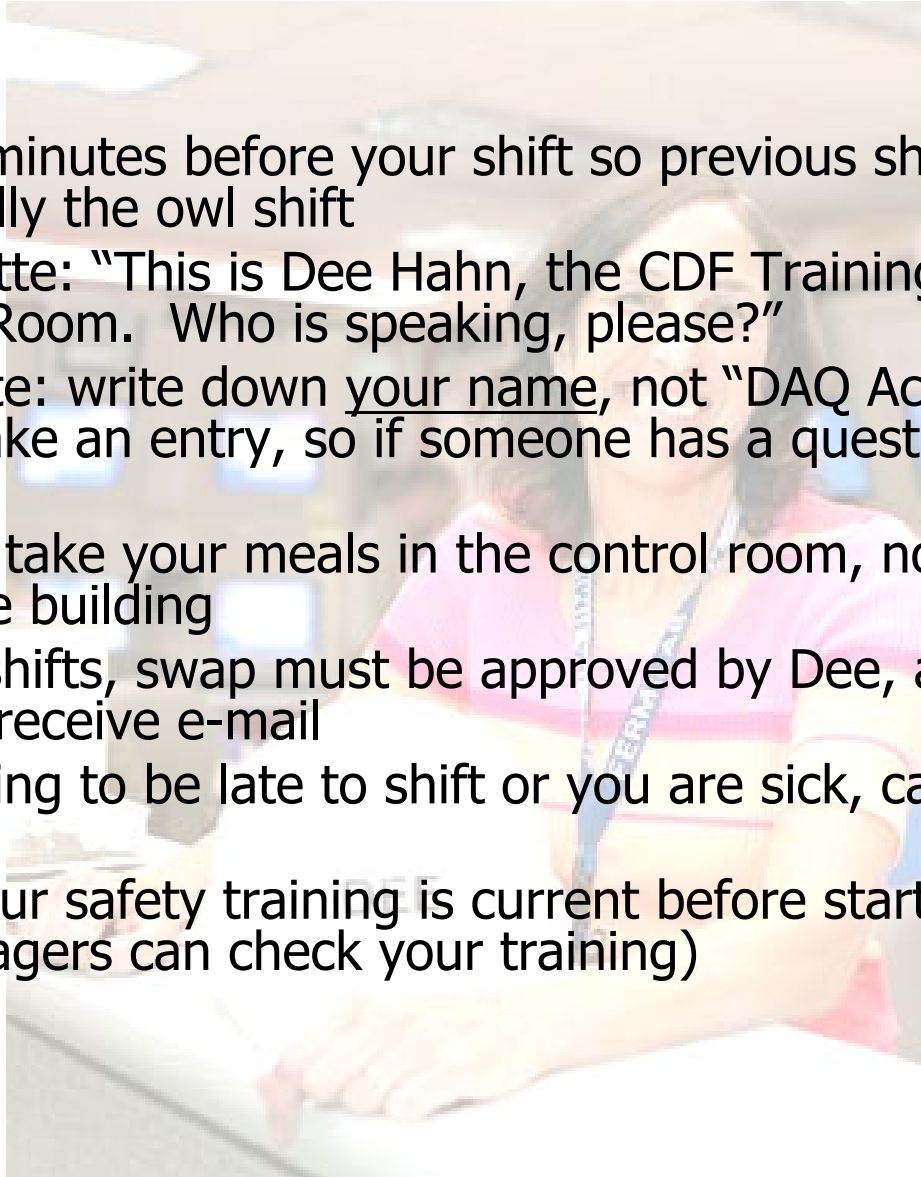 minutes before your shift so previous sh
lly the owl shift
tte: “This is Dee Hahn, the CDF Training
Room.  Who is speaking, please?”
te: write down your name, not “DAQ Ac
ke an entry, so if someone has a quest
take your meals in the control room, no
e building
shifts, swap must be approved by Dee, a
receive e-mail
ing to be late to shift or you are sick, ca
DEE
ur safety training is current before start
agers can check your training)
FERMILAB